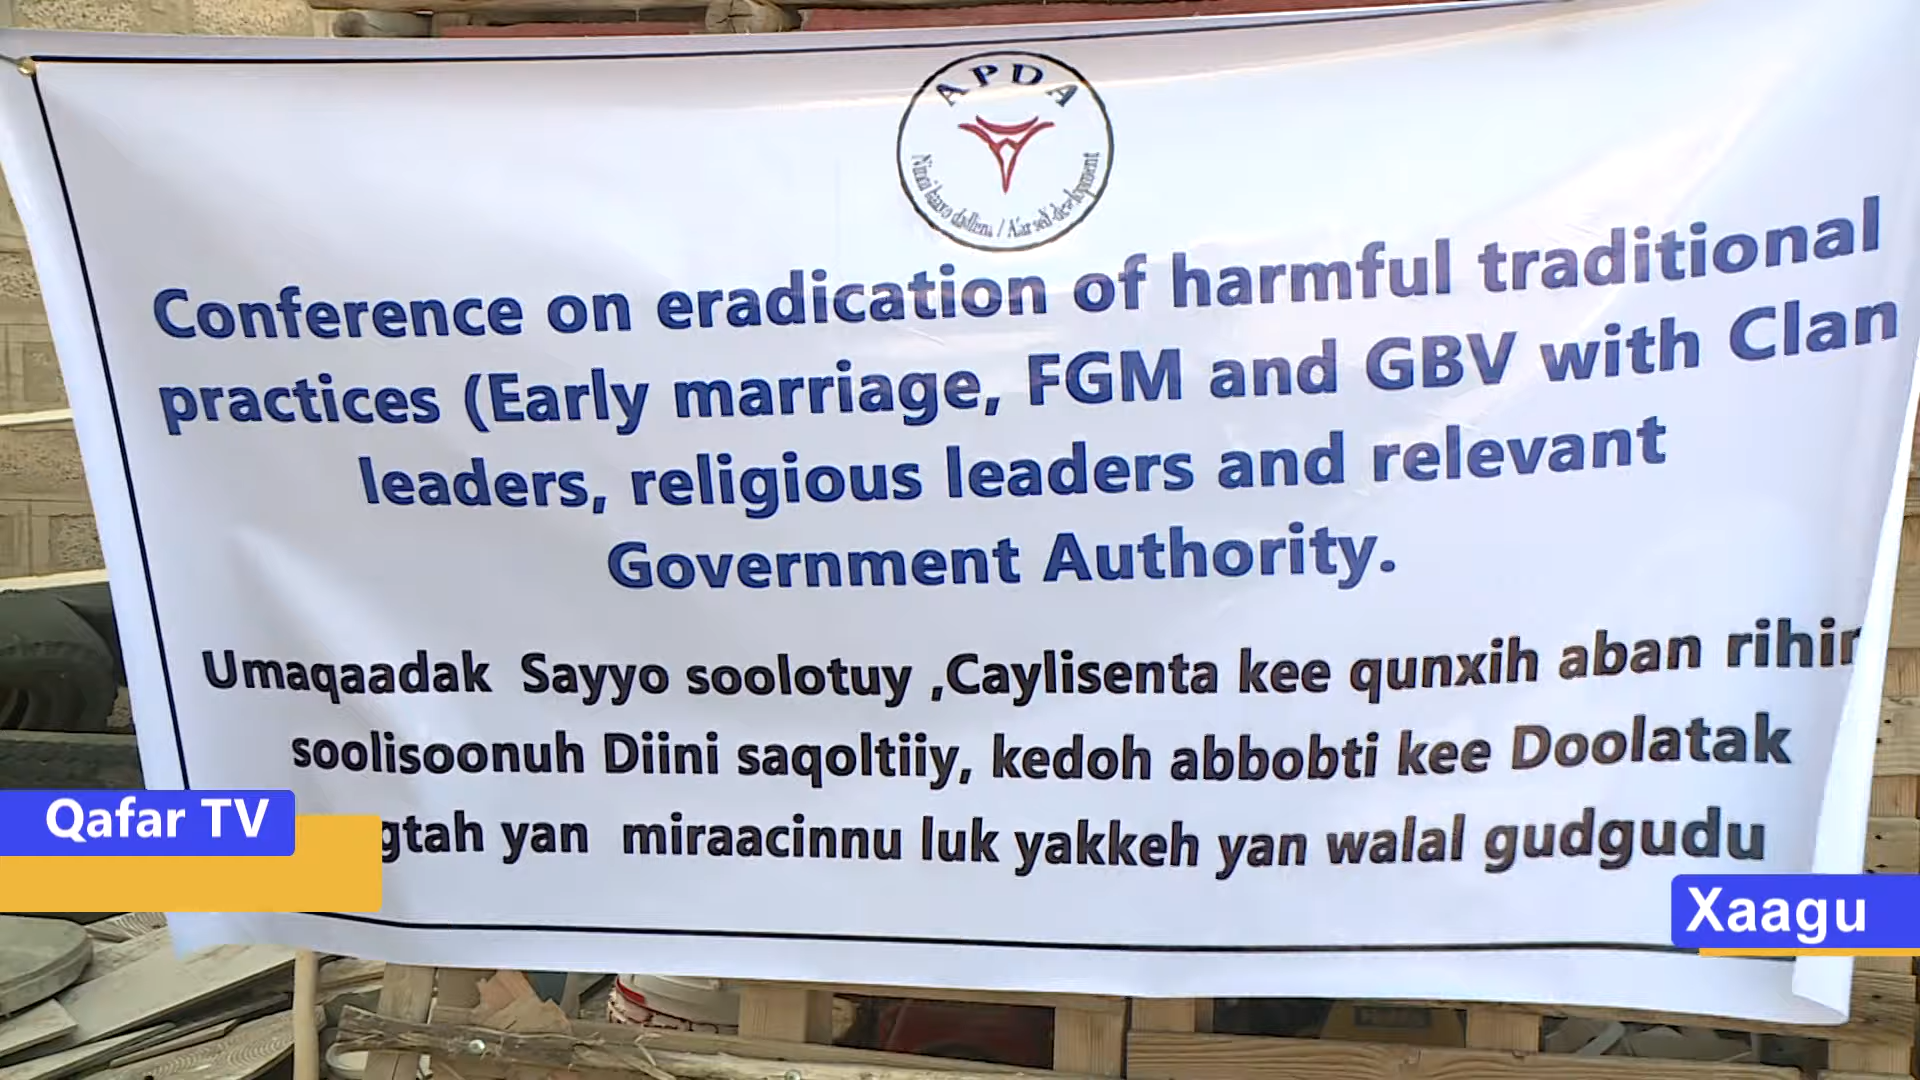 APDA
Conference on eradication of harmful traditional
practices (Early marriage, FGM and GBV with Clan
leaders, religious leaders and relevant
Government Authority.
Umaqaadak Sayyo soolotuy ,Caylisenta kee qunxih aban
soolisoonuh Diini saqoltiiy, kedoh abbobti kee Doolatak
yan miraacinnu luk yakkeh yan walal gudgudu
Qafar TV
Xaagu